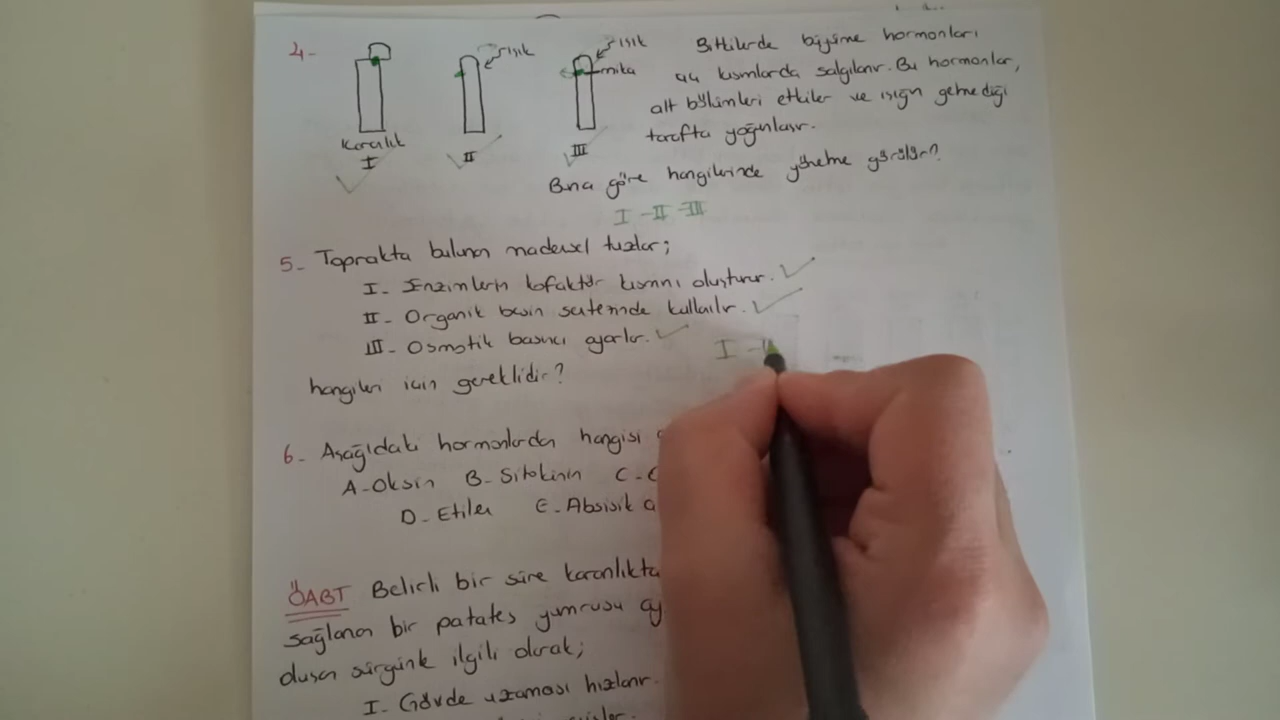 4-
ışık
ışık
mika
Karanlık
I
II
III
Bitkilerde büyüme hormonları
uç kısımlarda salgılanır. Bu hormonlar,
alt bölümleri etkiler ve ışığın gelmediği
tarafta yoğunlaşır.
Buna göre hangilerinde yönelme görülür?
I - II - III
5- Toprakta bulunan madensel tuzlar;
I- Enzimlerin kofaktör kısmını oluşturur.
II- Organik besin sentezinde kullanılır.
III- Osmotik basıncı ayarlar.
I -
hangileri için gereklidir?
6- Aşağıdaki hormonlardan hangisi
A- Oksin B- Sitokinin C-
D- Etilen E- Absisik
ÖABT Belirli bir süre karanlıkta
sağlanan bir patates yumrusu
duşan sürgünle ilgili olarak;
I- Gövde uzaması hızlanır.